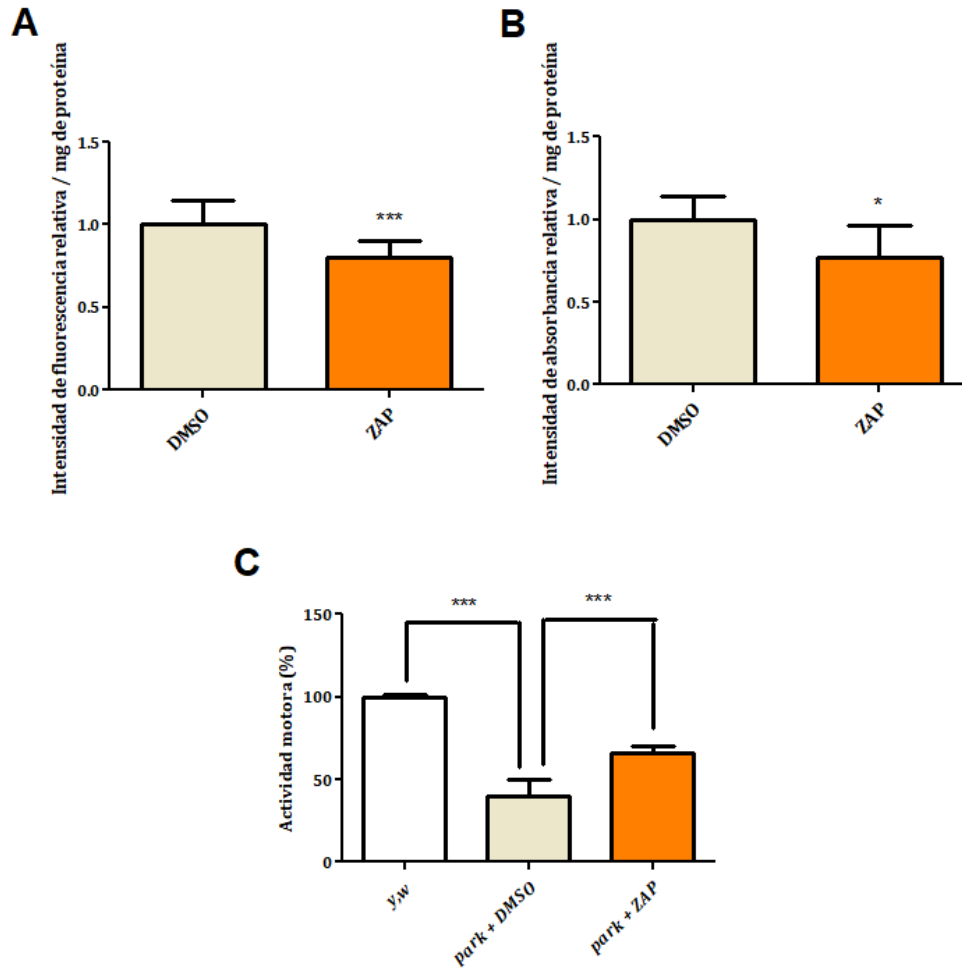 A
Intensidad de fluorescencia relativa / mg de proteína
1.5
1.0
0.5
0.0
***
DMSO
ZAP
B
Intensidad de absorbancia relativa / mg de proteína
1.5
1.0
0.5
0.0
*
DMSO
ZAP
C
Actividad motora (%)
150
100
50
0
***
***
y,w
park + DMSO
park + ZAP